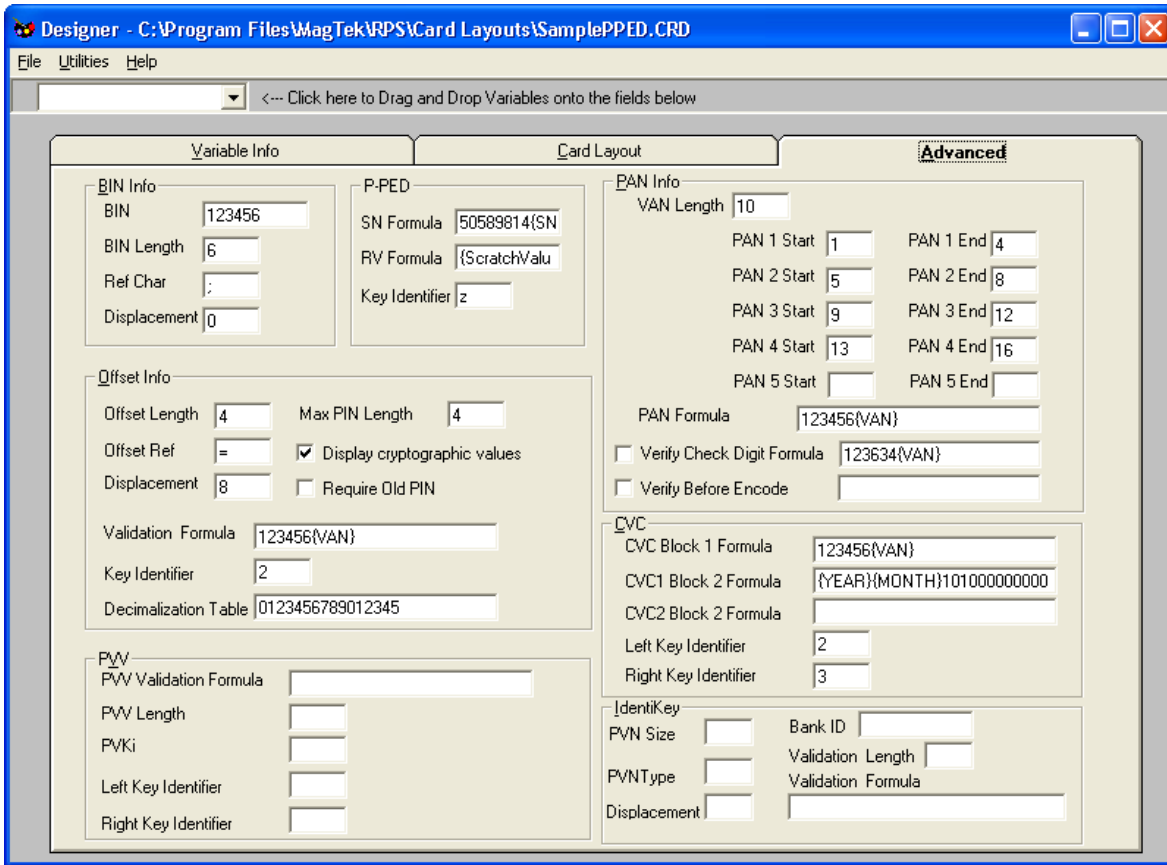 Designer - C:\Program Files\MagTek\RPS\Card Layouts\SamplePPED.CRD
File Utilities Help
<--- Click here to Drag and Drop Variables onto the fields below
Variable Info Card Layout Advanced
BIN Info
BIN 123456
BIN Length 6
Ref Char ;
Displacement 0
P-PED
SN Formula 50589814{SN
RV Formula {ScratchValu
Key Identifier z
PAN Info
VAN Length 10
PAN 1 Start 1 PAN 1 End 4
PAN 2 Start 5 PAN 2 End 8
PAN 3 Start 9 PAN 3 End 12
PAN 4 Start 13 PAN 4 End 16
PAN 5 Start PAN 5 End
PAN Formula 123456{VAN}
Verify Check Digit Formula 123634{VAN}
Verify Before Encode
Offset Info
Offset Length 4 Max PIN Length 4
Offset Ref = Display cryptographic values
Displacement 8 Require Old PIN
Validation Formula 123456{VAN}
Key Identifier 2
Decimalization Table 0123456789012345
CVC
CVC Block 1 Formula 123456{VAN}
CVC1 Block 2 Formula {YEAR}{MONTH}101000000000
CVC2 Block 2 Formula
Left Key Identifier 2
Right Key Identifier 3
PVV
PVV Validation Formula
PVV Length
PVKi
Left Key Identifier
Right Key Identifier
IdentiKey
PVN Size Bank ID
Validation Length
PVNType Validation Formula
Displacement